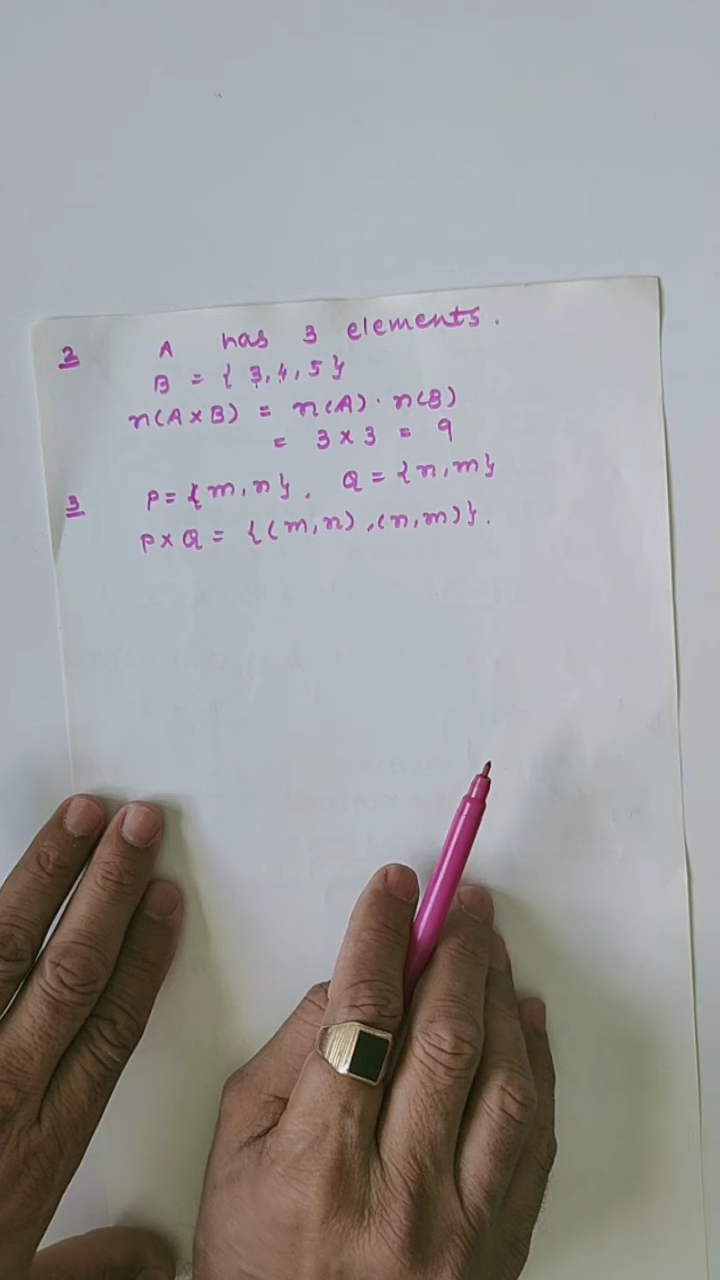 2 A has 3 elements.
B = { 3, 4, 5 }
n(A × B) = n(A) · n(B)
= 3 × 3 = 9
3 P = { m, n }, Q = { n, m }
P × Q = { (m, n), (n, m) }.